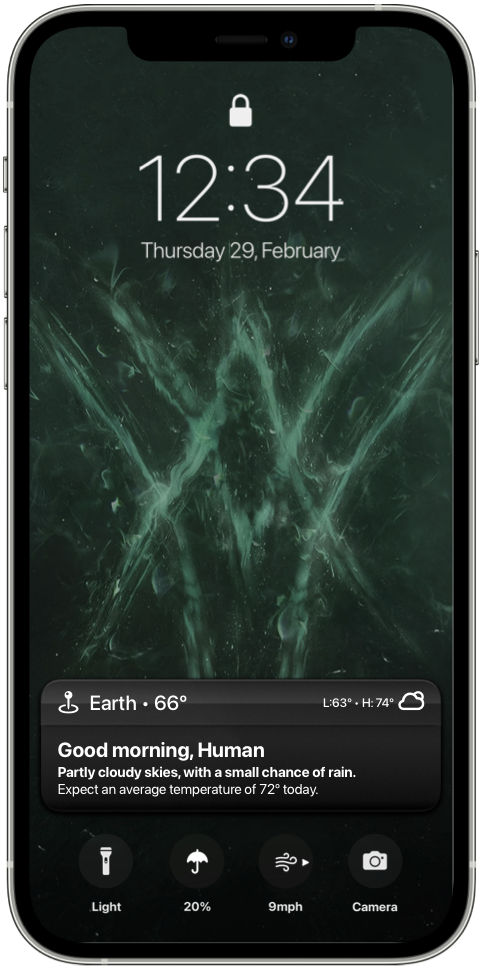 12:34
Thursday 29, February
Earth • 66°
L:63° • H:74°
Good morning, Human
Partly cloudy skies, with a small chance of rain.
Expect an average temperature of 72° today.
Light
20%
9mph
Camera